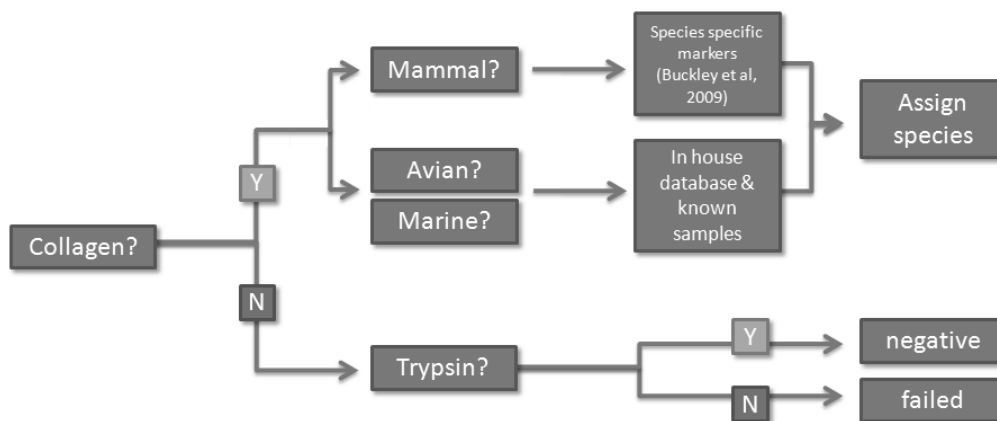 Collagen?
Y
N
Mammal?
Avian?
Marine?
Species specific
markers
(Buckley et al,
2009)
In house
database &
known
samples
Assign
species
Trypsin?
Y
N
negative
failed